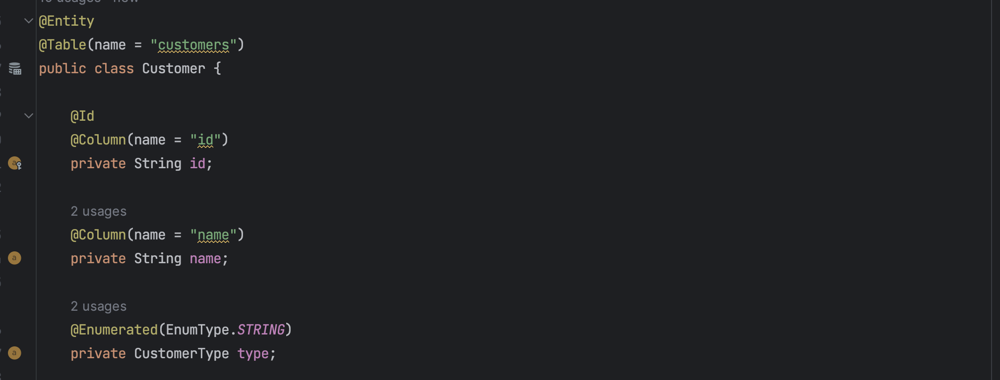 @Entity
@Table(name = "customers")
public class Customer {
@Id
@Column(name = "id")
private String id;
2 usages
@Column(name = "name")
private String name;
2 usages
@Enumerated(EnumType.STRING)
private CustomerType type;